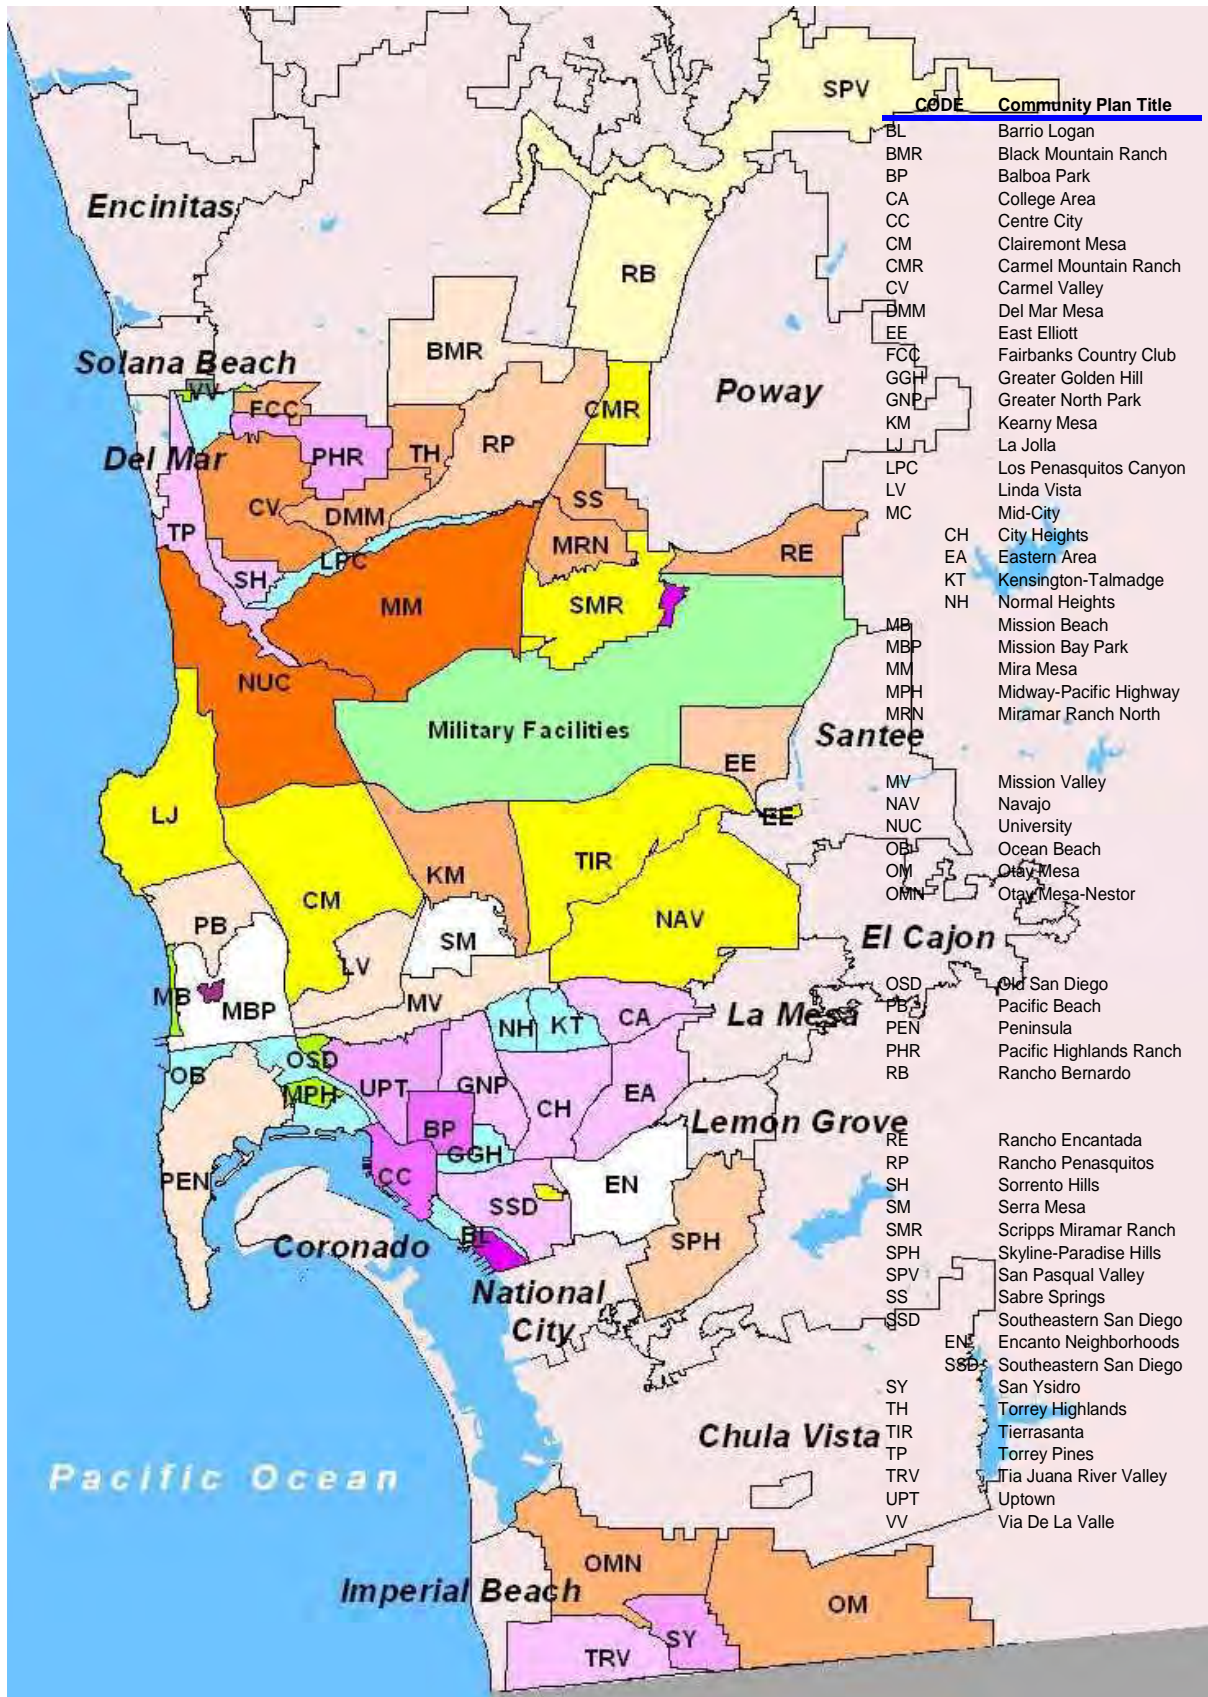 SPV
CODE Community Plan Title
BL Barrio Logan
BMR Black Mountain Ranch
BP Balboa Park
CA College Area
CC Centre City
CM Clairemont Mesa
CMR Carmel Mountain Ranch
CV Carmel Valley
DMM Del Mar Mesa
EE East Elliott
FCC Fairbanks Country Club
GGH Greater Golden Hill
GNP Greater North Park
KM Kearny Mesa
LJ La Jolla
LPC Los Penasquitos Canyon
LV Linda Vista
MC Mid-City
CH City Heights
EA Eastern Area
KT Kensington-Talmadge
NH Normal Heights
MB Mission Beach
MBP Mission Bay Park
MM Mira Mesa
MPH Midway-Pacific Highway
MRN Miramar Ranch North
MV Mission Valley
NAV Navajo
NUC University
OB Ocean Beach
OM Otay Mesa
OMN Otay Mesa-Nestor
OSD Old San Diego
PB Pacific Beach
PEN Peninsula
PHR Pacific Highlands Ranch
RB Rancho Bernardo
RE Rancho Encantada
RP Rancho Penasquitos
SH Sorrento Hills
SM Serra Mesa
SMR Scripps Miramar Ranch
SPH Skyline-Paradise Hills
SPV San Pasqual Valley
SS Sabre Springs
SSD Southeastern San Diego
EN Encanto Neighborhoods
SSD Southeastern San Diego
SY San Ysidro
TH Torrey Highlands
TIR Tierrasanta
TP Torrey Pines
TRV Tia Juana River Valley
UPT Uptown
VV Via De La Valle
Encinitas
RB
BMR
Solana Beach
VV
Poway
FCC
CMR
RP
TH
PHR
Del Mar
SS
CV
DMM
TP
MRN
RE
LPC
SH
MM
SMR
NUC
Military Facilities
Santee
EE
LJ
EE
TIR
KM
CM
NAV
PB
SM
El Cajon
LV
MB
MBP
MV
NH
KT
CA
La Mesa
OSD
OB
UPT
GNP
MPH
EA
CH
BP
Lemon Grove
GGH
CC
PEN
EN
SSD
BL
SPH
Coronado
National
City
Chula Vista
Pacific Ocean
OMN
Imperial Beach
OM
SY
TRV